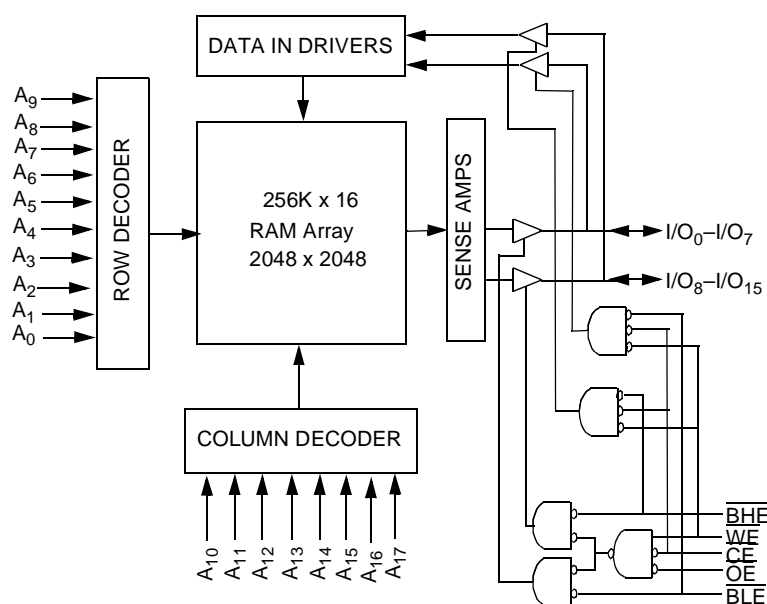 DATA IN DRIVERS
A9
A8
A7
A6
A5
A4
A3
A2
A1
A0
ROW DECODER
256K x 16
RAM Array
2048 x 2048
SENSE AMPS
I/O0–I/O7
I/O8–I/O15
COLUMN DECODER
A10
A11
A12
A13
A14
A15
A16
A17
BHE
WE
CE
OE
BLE